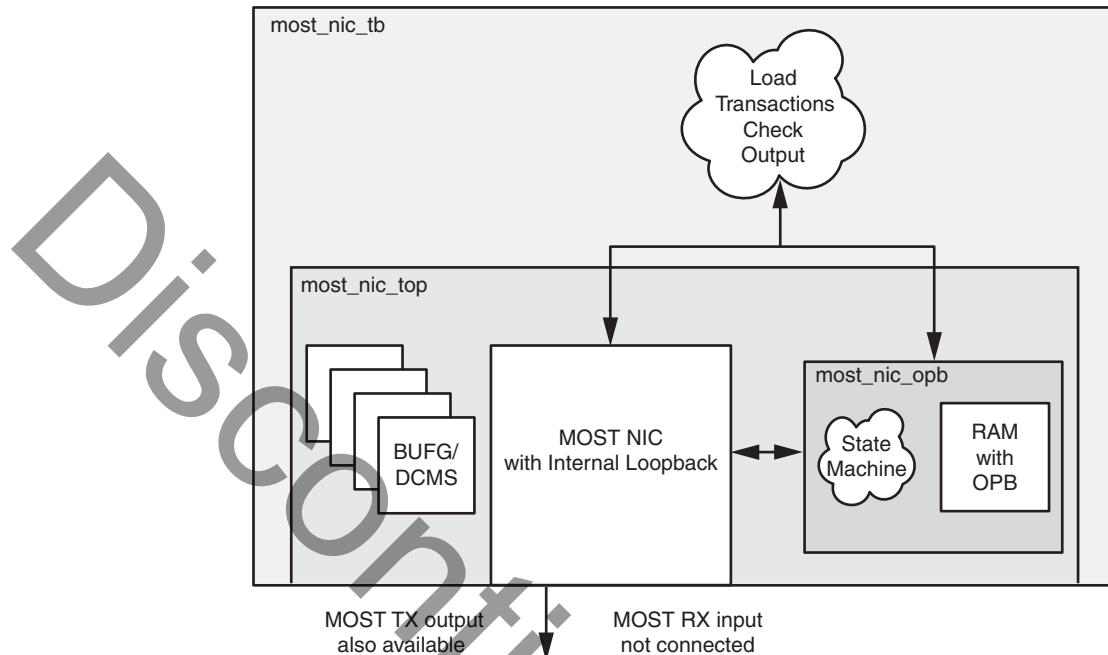 most_nic_tb
Load
Transactions
Check
Output
most_nic_top
most_nic_opb
BUFG/
DCMS
MOST NIC
with Internal Loopback
State
Machine
RAM
with
OPB
MOST TX output
also available
MOST RX input
not connected
Disconti